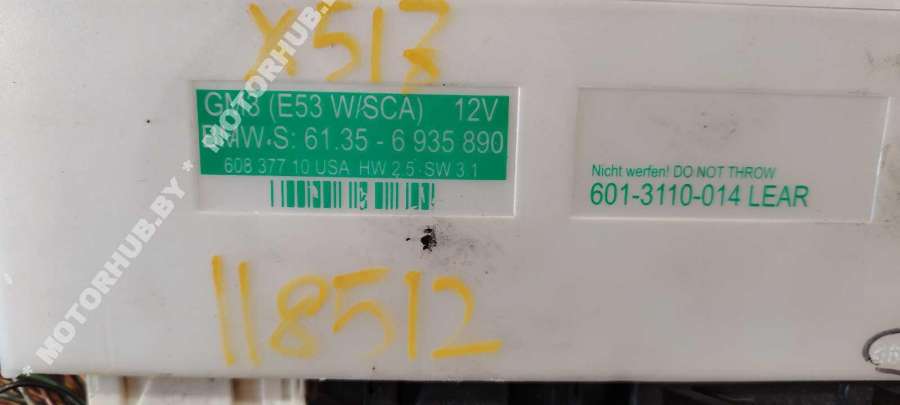 X517
GM3 (E53 W/SCA) 12V
BMW·S: 61.35 - 6 935 890
608 377 10 USA HW 2.5 · SW 3.1
Nicht werfen! DO NOT THROW
601-3110-014 LEAR
118512
* MOTORHUB.BY * MOTORHUB.BY